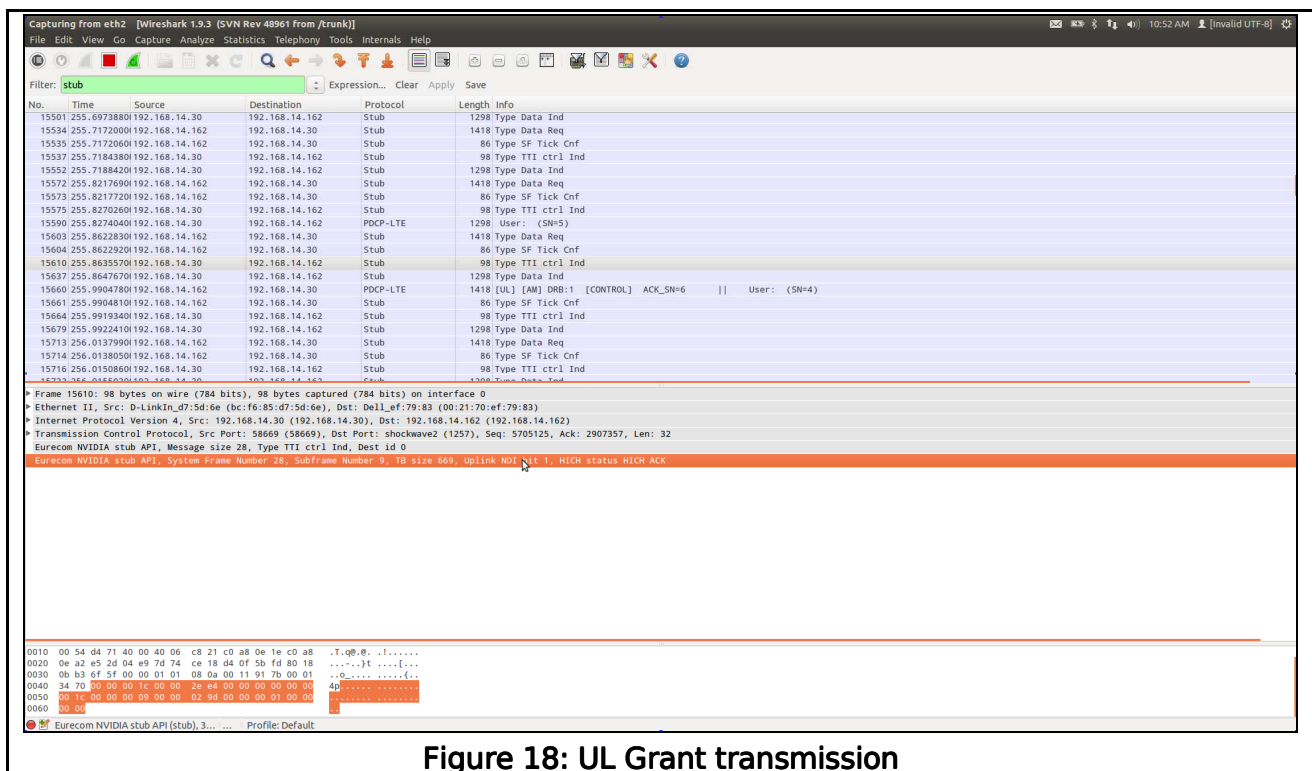 Capturing from eth2 [Wireshark 1.9.3 (SVN Rev 48961 from /trunk)] 10:52 AM [Invalid UTF-8]
File Edit View Go Capture Analyze Statistics Telephony Tools Internals Help
Filter: stub Expression... Clear Apply Save
No. Time Source Destination Protocol Length Info
15501 255.6973880 192.168.14.30 192.168.14.162 Stub 1298 Type Data Ind
15534 255.7172000 192.168.14.162 192.168.14.30 Stub 1418 Type Data Req
15535 255.7172060 192.168.14.162 192.168.14.30 Stub 86 Type SF Tick Cnf
15537 255.7184380 192.168.14.30 192.168.14.162 Stub 98 Type TTI ctrl Ind
15552 255.7188420 192.168.14.30 192.168.14.162 Stub 1298 Type Data Ind
15572 255.8217690 192.168.14.162 192.168.14.30 Stub 1418 Type Data Req
15573 255.8217720 192.168.14.162 192.168.14.30 Stub 86 Type SF Tick Cnf
15575 255.8270260 192.168.14.30 192.168.14.162 Stub 98 Type TTI ctrl Ind
15590 255.8274040 192.168.14.30 192.168.14.162 PDCP-LTE 1298 User: (SN=5)
15603 255.8622830 192.168.14.162 192.168.14.30 Stub 1418 Type Data Req
15604 255.8622920 192.168.14.162 192.168.14.30 Stub 86 Type SF Tick Cnf
15610 255.8635570 192.168.14.30 192.168.14.162 Stub 98 Type TTI ctrl Ind
15637 255.8647670 192.168.14.30 192.168.14.162 Stub 1298 Type Data Ind
15660 255.9904780 192.168.14.162 192.168.14.30 PDCP-LTE 1418 [UL] [AM] DRB:1 [CONTROL] ACK_SN=6 || User: (SN=4)
15661 255.9904810 192.168.14.162 192.168.14.30 Stub 86 Type SF Tick Cnf
15664 255.9919340 192.168.14.30 192.168.14.162 Stub 98 Type TTI ctrl Ind
15679 255.9922410 192.168.14.30 192.168.14.162 Stub 1298 Type Data Ind
15713 256.0137990 192.168.14.162 192.168.14.30 Stub 1418 Type Data Req
15714 256.0138050 192.168.14.162 192.168.14.30 Stub 86 Type SF Tick Cnf
15716 256.0150860 192.168.14.30 192.168.14.162 Stub 98 Type TTI ctrl Ind
Frame 15610: 98 bytes on wire (784 bits), 98 bytes captured (784 bits) on interface 0
Ethernet II, Src: D-LinkIn_d7:5d:6e (bc:f6:85:d7:5d:6e), Dst: Dell_ef:79:83 (00:21:70:ef:79:83)
Internet Protocol Version 4, Src: 192.168.14.30 (192.168.14.30), Dst: 192.168.14.162 (192.168.14.162)
Transmission Control Protocol, Src Port: 58669 (58669), Dst Port: shockwave2 (1257), Seq: 5705125, Ack: 2907357, Len: 32
Eurecom NVIDIA stub API, Message size 28, Type TTI ctrl Ind, Dest id 0
Eurecom NVIDIA stub API, System Frame Number 28, Subframe Number 9, TB size 669, Uplink NDI bit 1, HICH status HICH ACK
0010 00 54 d4 71 40 00 40 06 c8 21 c0 a8 0e 1e c0 a8 .T.q@.@. .!......
0020 0e a2 e5 2d 04 e9 7d 74 ce 18 d4 0f 5b fd 80 18 ...-..}t ....[...
0030 0b b3 6f 5f 00 00 01 01 08 0a 00 11 91 7b 00 01 ..o_.... .....{..
0040 34 70 00 00 00 1c 00 00 2e e4 00 00 00 00 00 00 4p...... ........
0050 00 1c 00 00 00 09 00 00 02 9d 00 00 00 01 00 00 ........ ........
0060 00 00 ..
Eurecom NVIDIA stub API (stub), 3... ... Profile: Default
Figure 18: UL Grant transmission